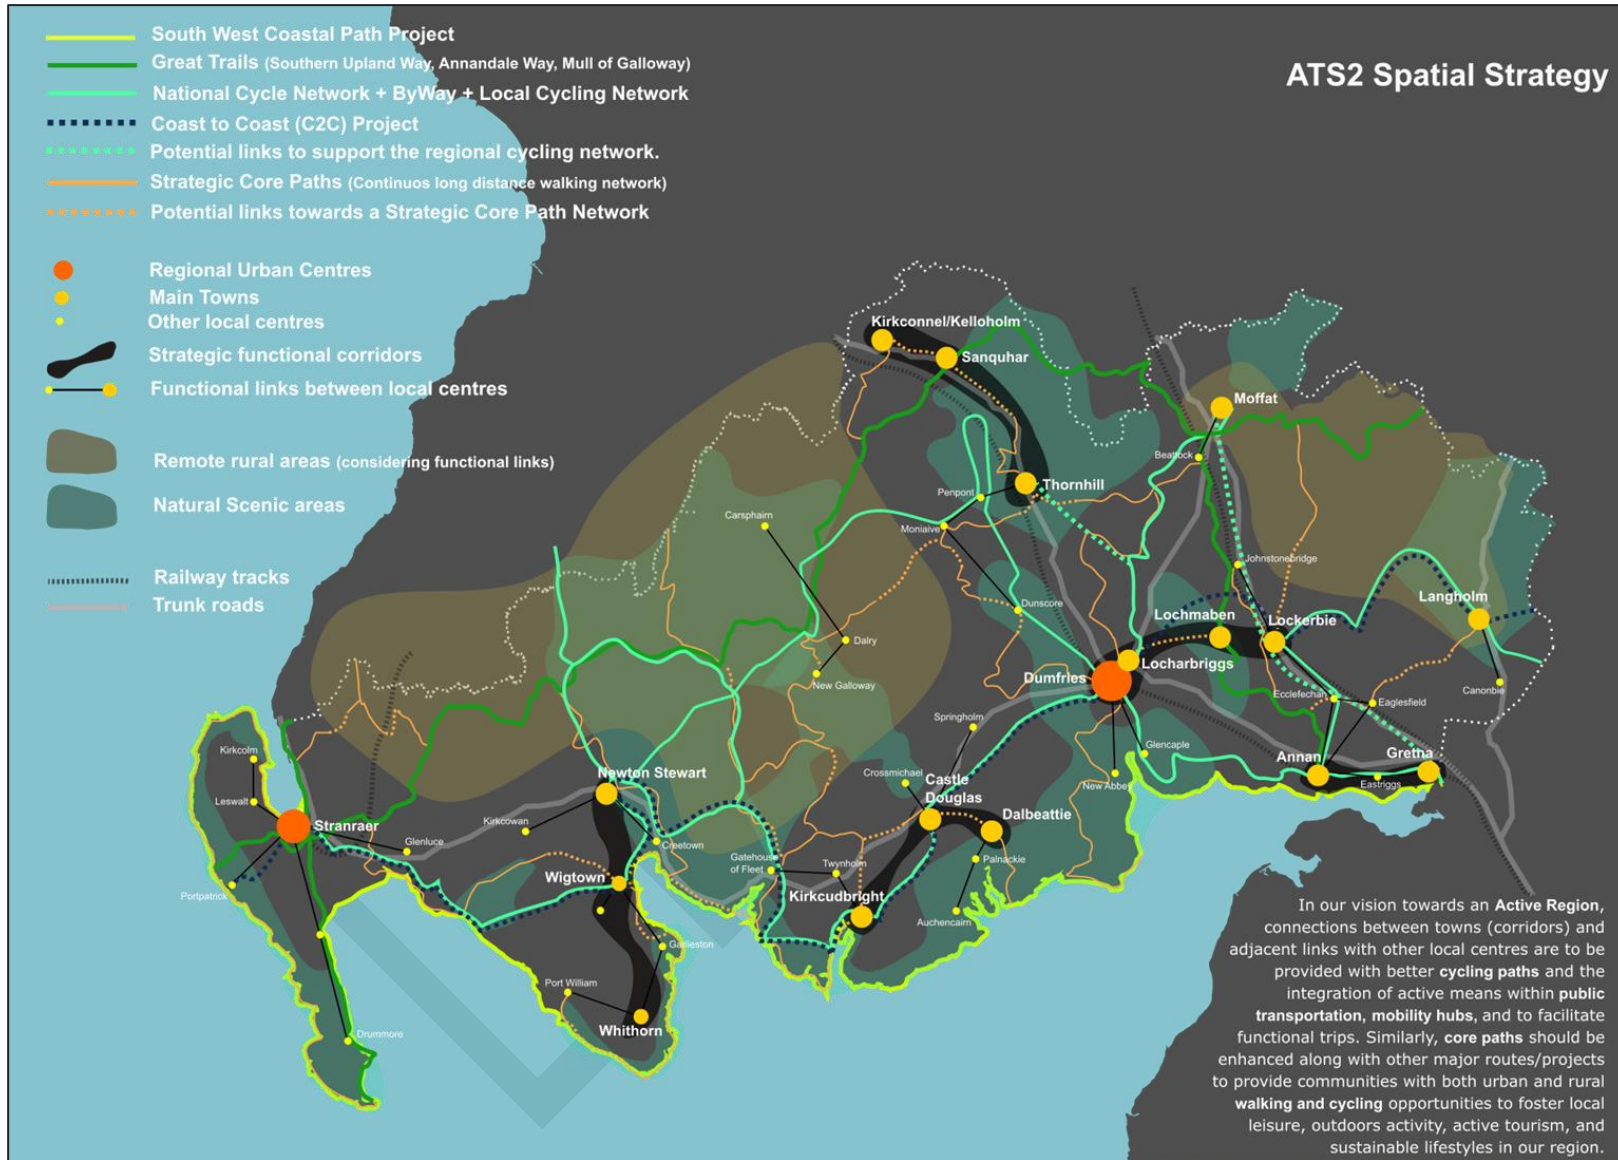 South West Coastal Path Project
Great Trails (Southern Upland Way, Annandale Way, Mull of Galloway)
National Cycle Network + ByWay + Local Cycling Network
Coast to Coast (C2C) Project
Potential links to support the regional cycling network.
Strategic Core Paths (Continuos long distance walking network)
Potential links towards a Strategic Core Path Network
Regional Urban Centres
Main Towns
Other local centres
Strategic functional corridors
Functional links between local centres
Remote rural areas (considering functional links)
Natural Scenic areas
Railway tracks
Trunk roads
ATS2 Spatial Strategy
Kirkconnel/Kelloholm
Sanquhar
Moffat
Beattock
Thornhill
Penpont
Carsphairn
Moniaive
Johnstonebridge
Langholm
Dunscore
Lochmaben
Lockerbie
Dalry
Locharbriggs
New Galloway
Dumfries
Canonbie
Ecclefechan
Eaglesfield
Springholm
Glencaple
Kirkcolm
Annan
Gretha
Newton Stewart
Crossmichael
Castle
Douglas
New Abbey
Eastriggs
Leswalt
Stranraer
Kirkcowan
Dalbeattie
Glenluce
Creetown
Gatehouse
of Fleet
Twynholm
Palnackie
Portpatrick
Wigtown
Kirkcudbright
Auchencairn
Garlieston
Port William
Whithorn
Drummore
In our vision towards an Active Region,
connections between towns (corridors) and
adjacent links with other local centres are to be
provided with better cycling paths and the
integration of active means within public
transportation, mobility hubs, and to facilitate
functional trips. Similarly, core paths should be
enhanced along with other major routes/projects
to provide communities with both urban and rural
walking and cycling opportunities to foster local
leisure, outdoors activity, active tourism, and
sustainable lifestyles in our region.